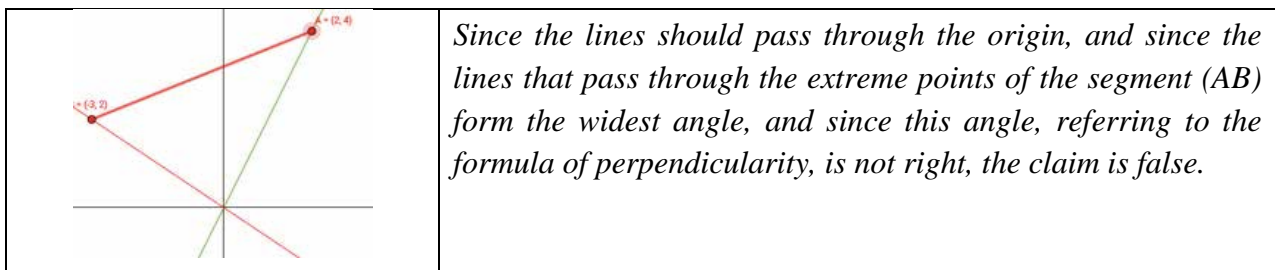 A = (2, 4)
= (-3, 2)
Since the lines should pass through the origin, and since the
lines that pass through the extreme points of the segment (AB)
form the widest angle, and since this angle, referring to the
formula of perpendicularity, is not right, the claim is false.